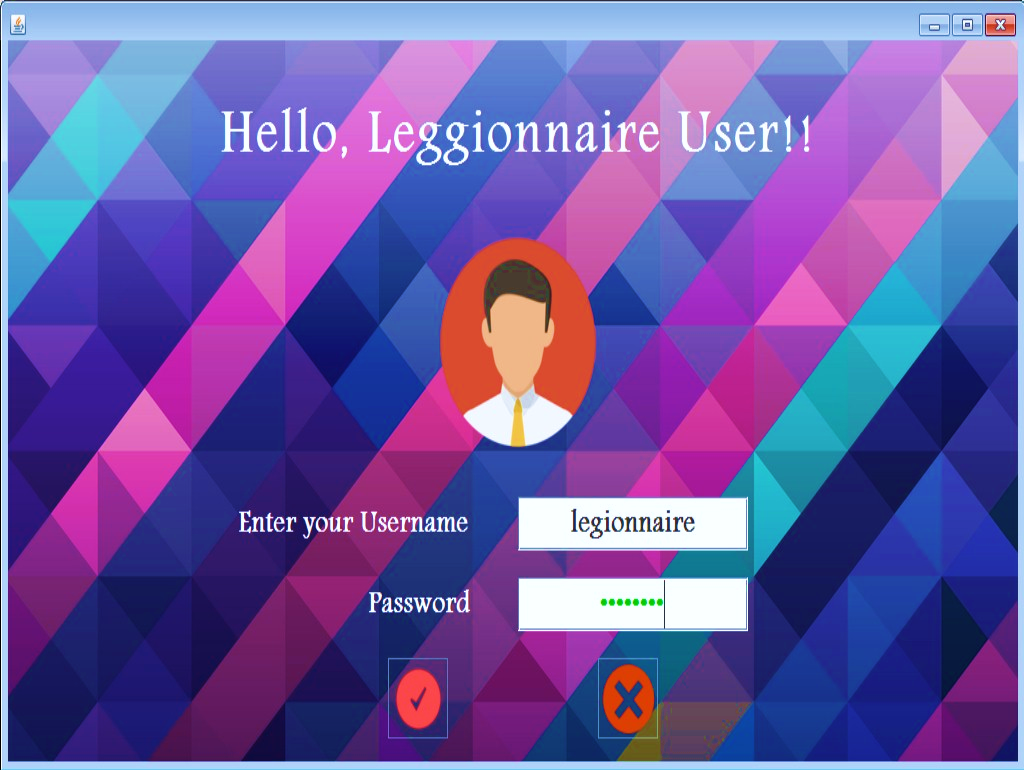 Hello, Leggionnaire User!!
Enter your Username
legionnaire
Password
••••••••